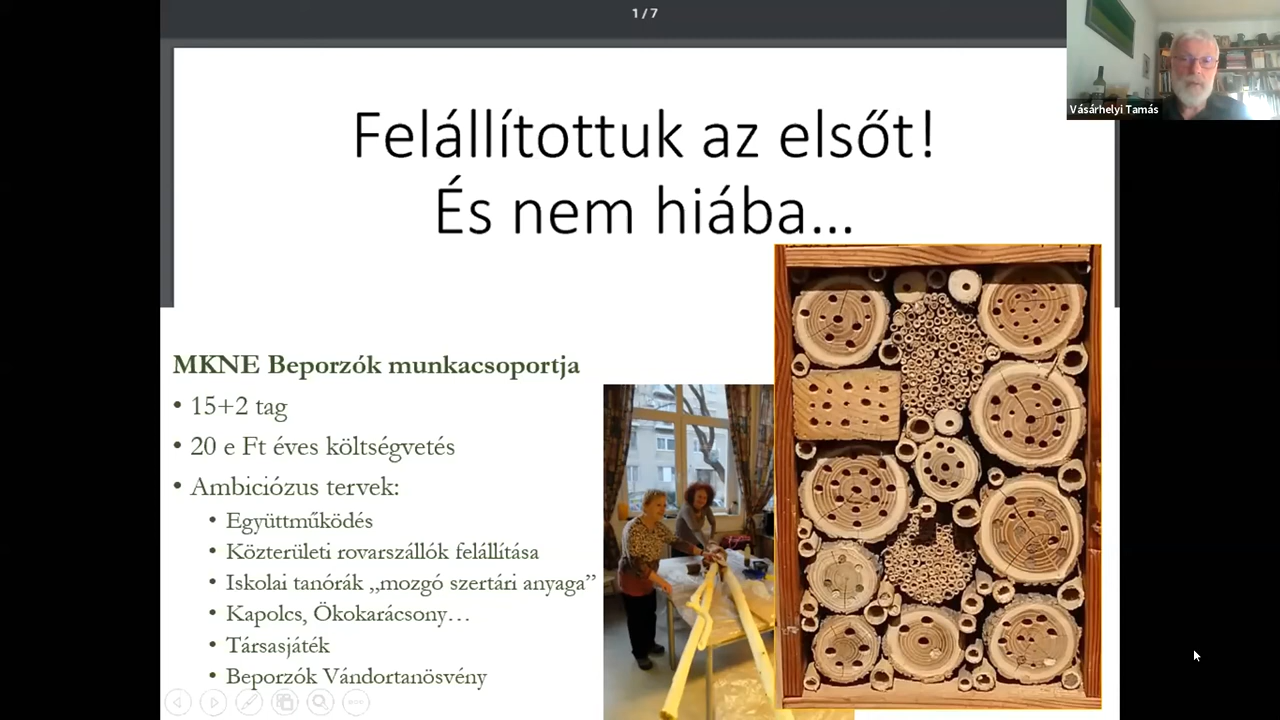 1 / 7
Vásárhelyi Tamás
Felállítottuk az elsőt!
És nem hiába...
MKNE Beporzók munkacsoportja
• 15+2 tag
• 20 e Ft éves költségvetés
• Ambiciózus tervek:
• Együttműködés
• Közterületi rovarszállók felállítása
• Iskolai tanórák „mozgó szertári anyaga”
• Kapolcs, Ökokarácsony…
• Társasjáték
• Beporzók Vándortanösvény